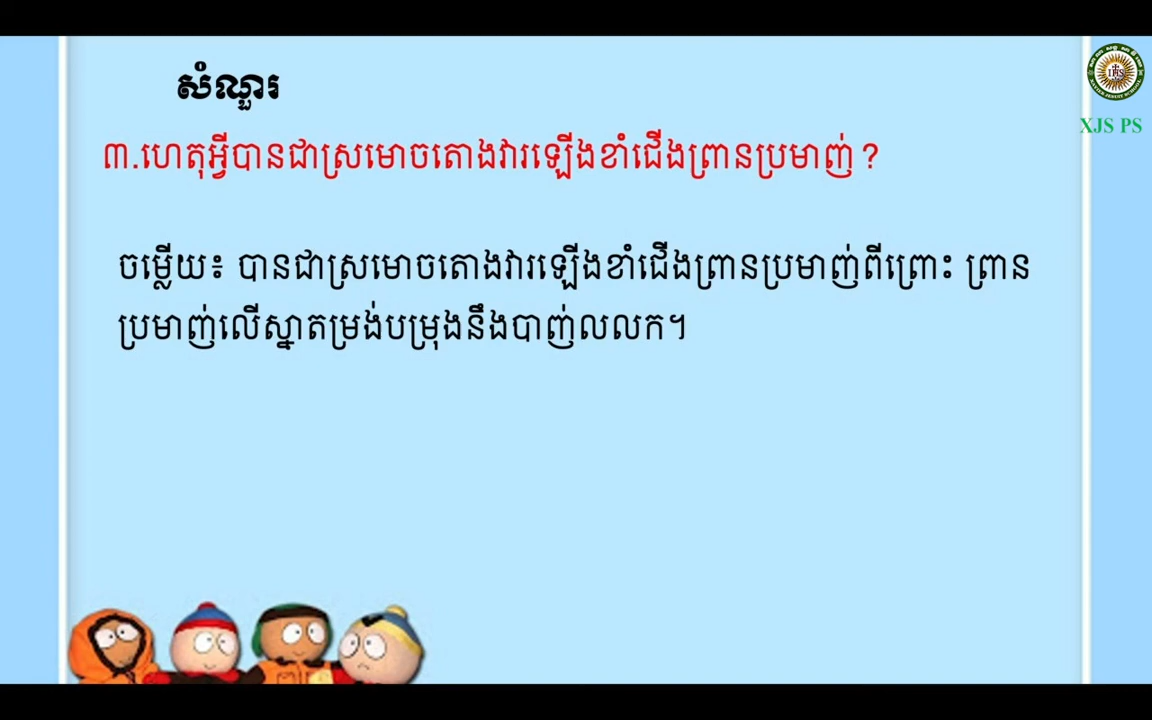 សំណួរ
XJS PS
៣.ហេតុអ្វីបានជាស្រមោចតោងវារឡើងខាំជើងព្រានប្រមាញ់?
ចម្លើយ៖ បានជាស្រមោចតោងវារឡើងខាំជើងព្រានប្រមាញ់ពីព្រោះ ព្រាន
ប្រមាញ់លើស្នាតម្រង់បម្រុងនឹងបាញ់លលក។